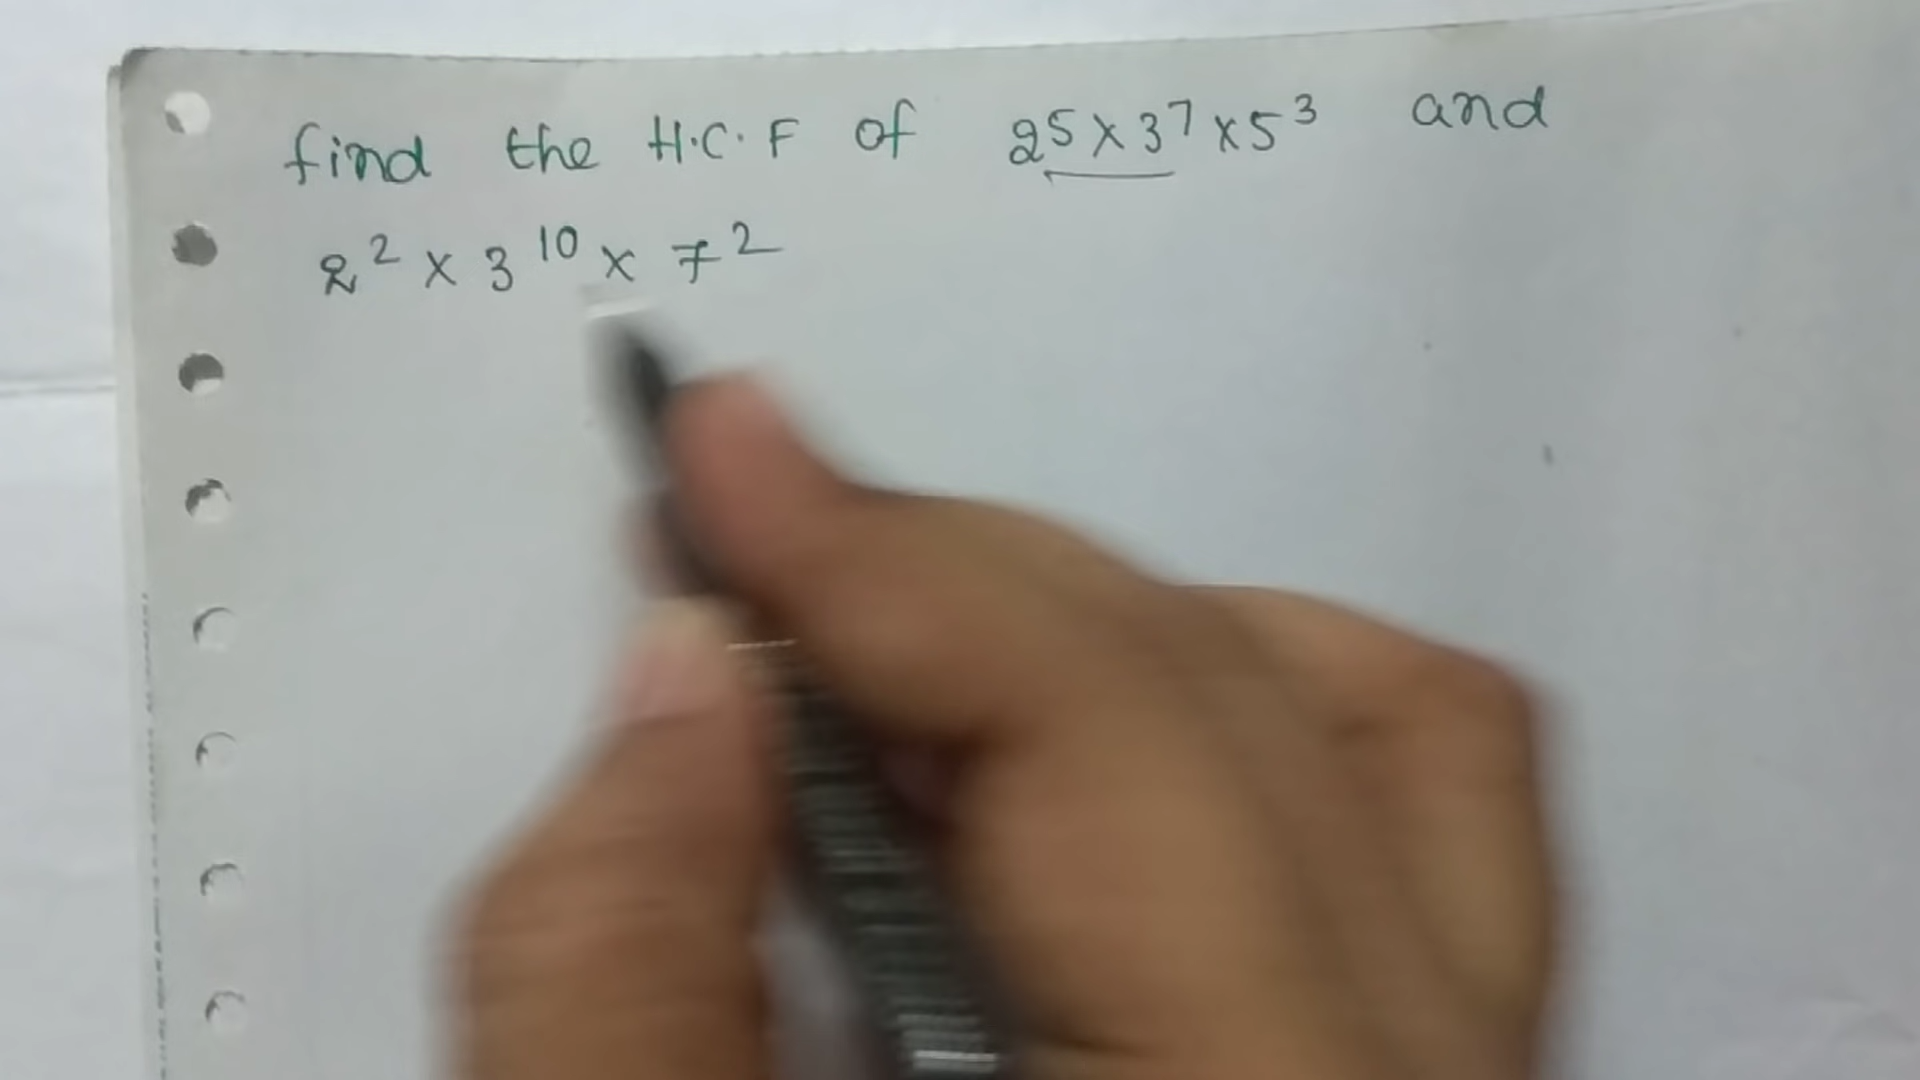 find the H.C.F of 2⁵×3⁷×5³ and
2² × 3¹⁰ × 7²